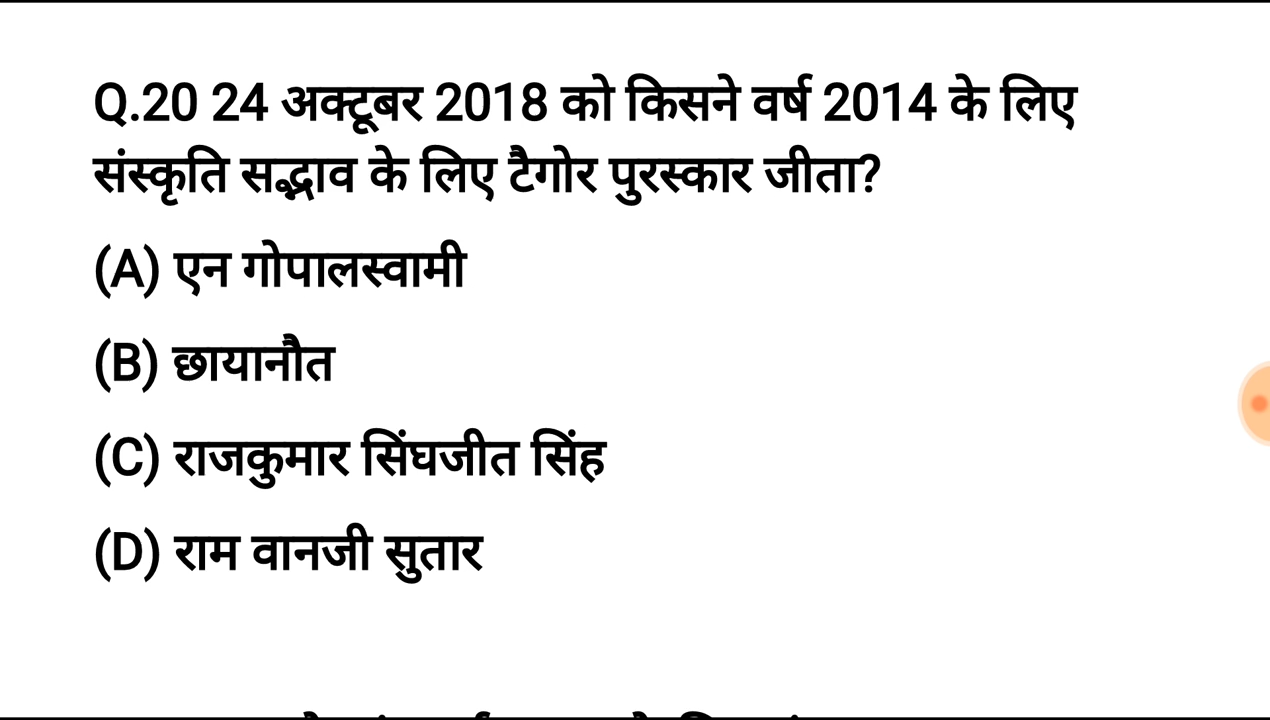 Q.20 24 अक्टूबर 2018 को किसने वर्ष 2014 के लिए
संस्कृति सद्भाव के लिए टैगोर पुरस्कार जीता?
(A) एन गोपालस्वामी
(B) छायानौत
(C) राजकुमार सिंघजीत सिंह
(D) राम वानजी सुतार